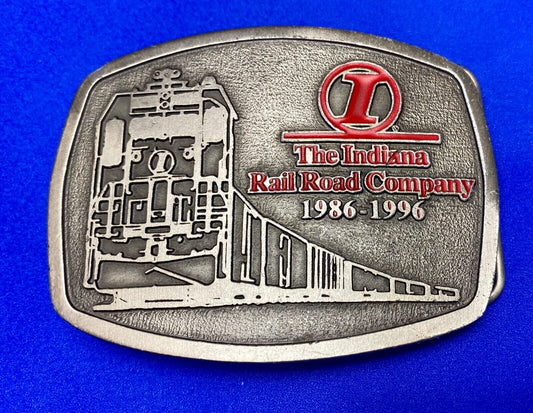 I
The Indiana
Rail Road Company
1986-1996
I